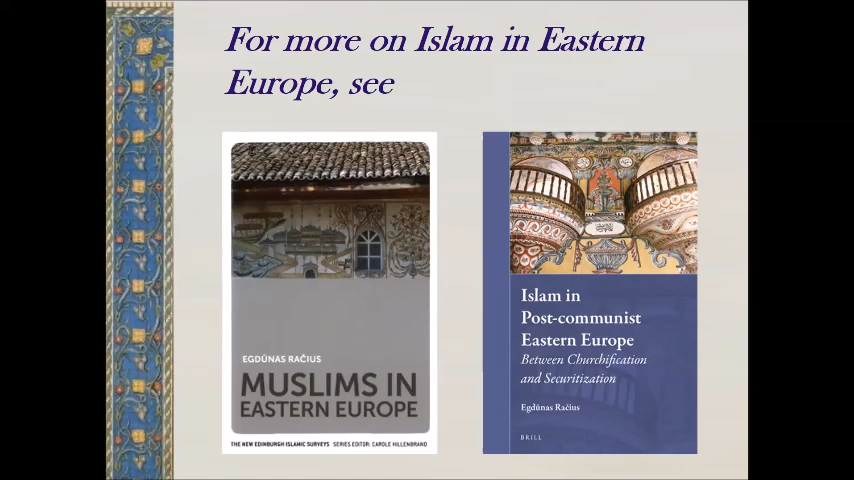 For more on Islam in Eastern
Europe, see
EGDŪNAS RAČIUS
MUSLIMS IN
EASTERN EUROPE
THE NEW EDINBURGH ISLAMIC SURVEYS SERIES EDITOR: CAROLE HILLENBRAND
Islam in
Post-communist
Eastern Europe
Between Churchification
and Securitization
Egdūnas Račius
BRILL